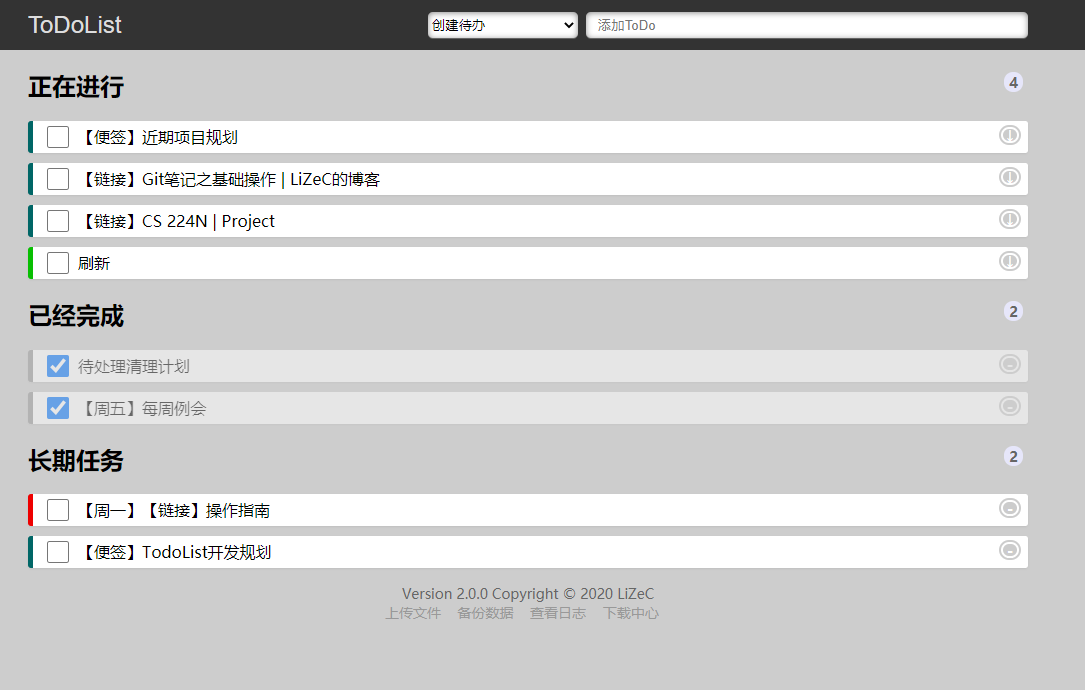 ToDoList 创建待办 添加ToDo
正在进行 4
【便签】近期项目规划
【链接】Git笔记之基础操作 | LiZeC的博客
【链接】CS 224N | Project
刷新
已经完成 2
待处理清理计划
【周五】每周例会
长期任务 2
【周一】【链接】操作指南
【便签】TodoList开发规划
Version 2.0.0 Copyright © 2020 LiZeC
上传文件 备份数据 查看日志 下载中心